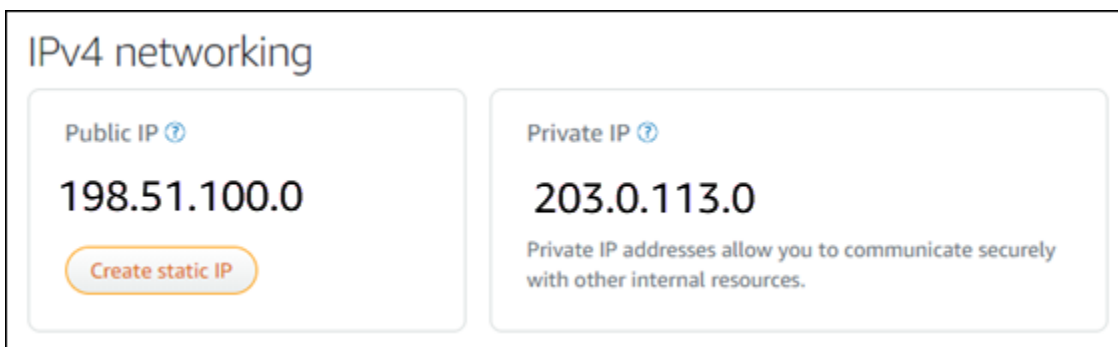 IPv4 networking
Public IP ?
198.51.100.0
Create static IP
Private IP ?
203.0.113.0
Private IP addresses allow you to communicate securely
with other internal resources.